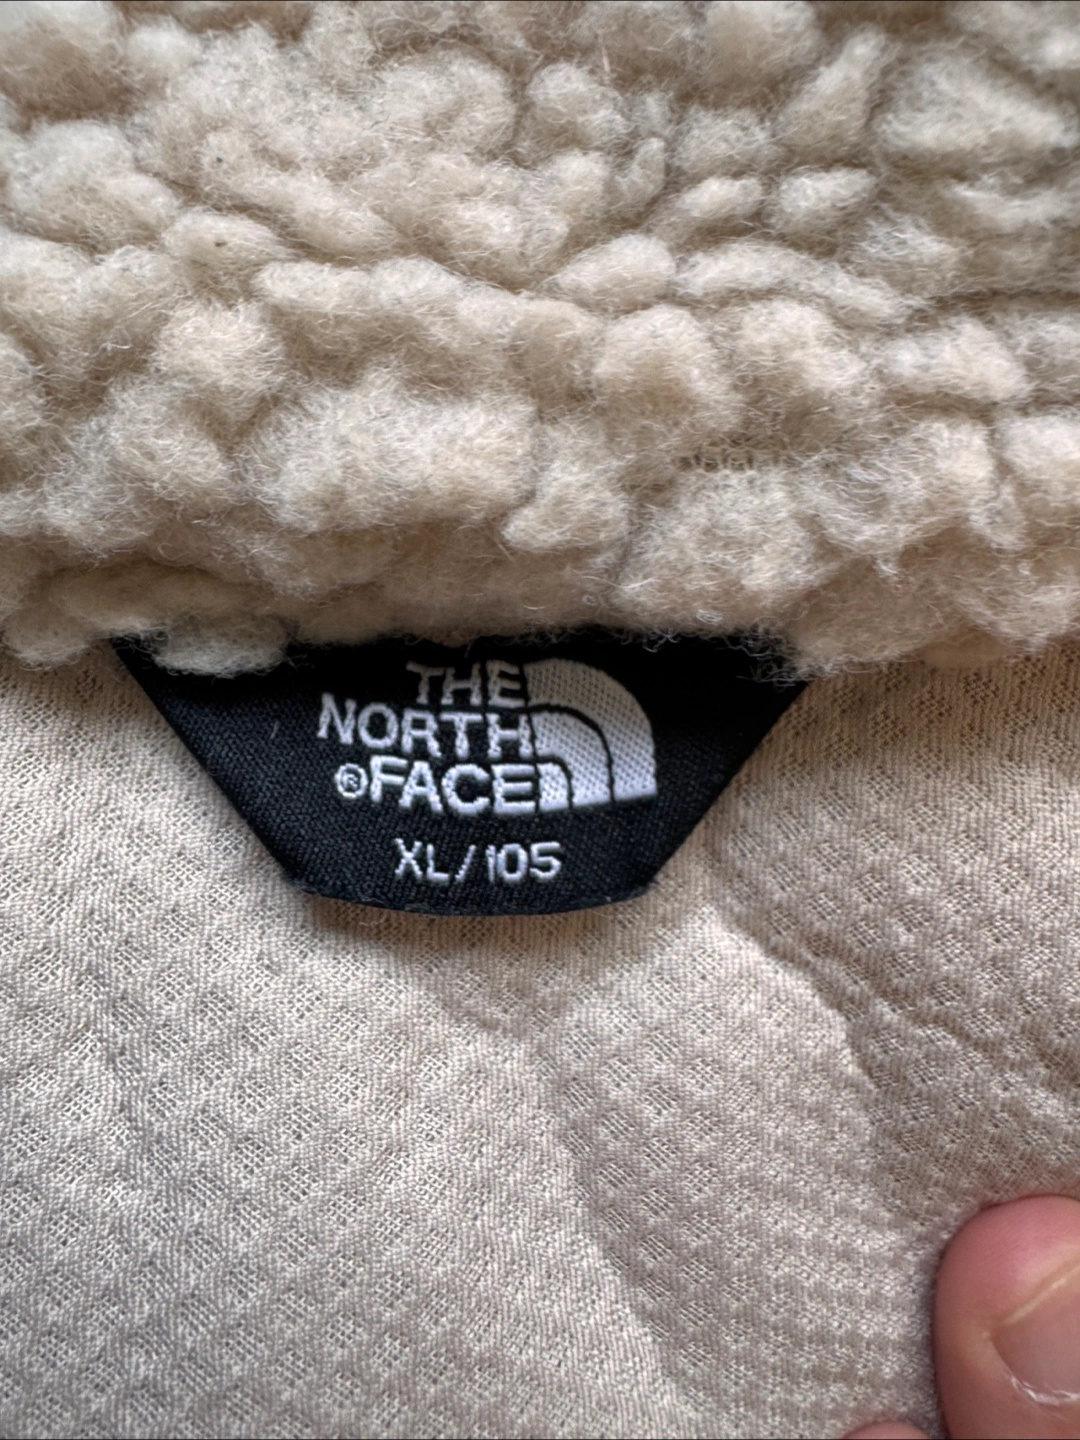 THE
NORTH
®FACE
XL/105